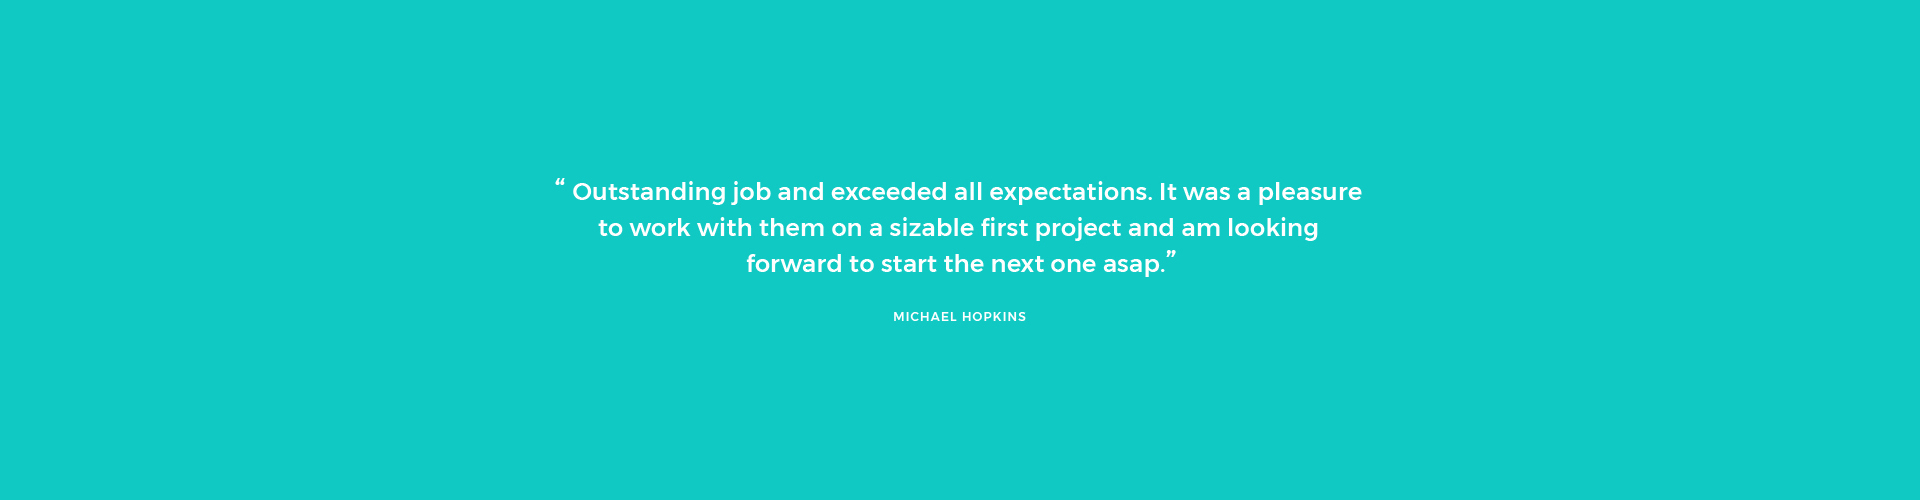 “ Outstanding job and exceeded all expectations. It was a pleasure
to work with them on a sizable first project and am looking
forward to start the next one asap.”
MICHAEL HOPKINS